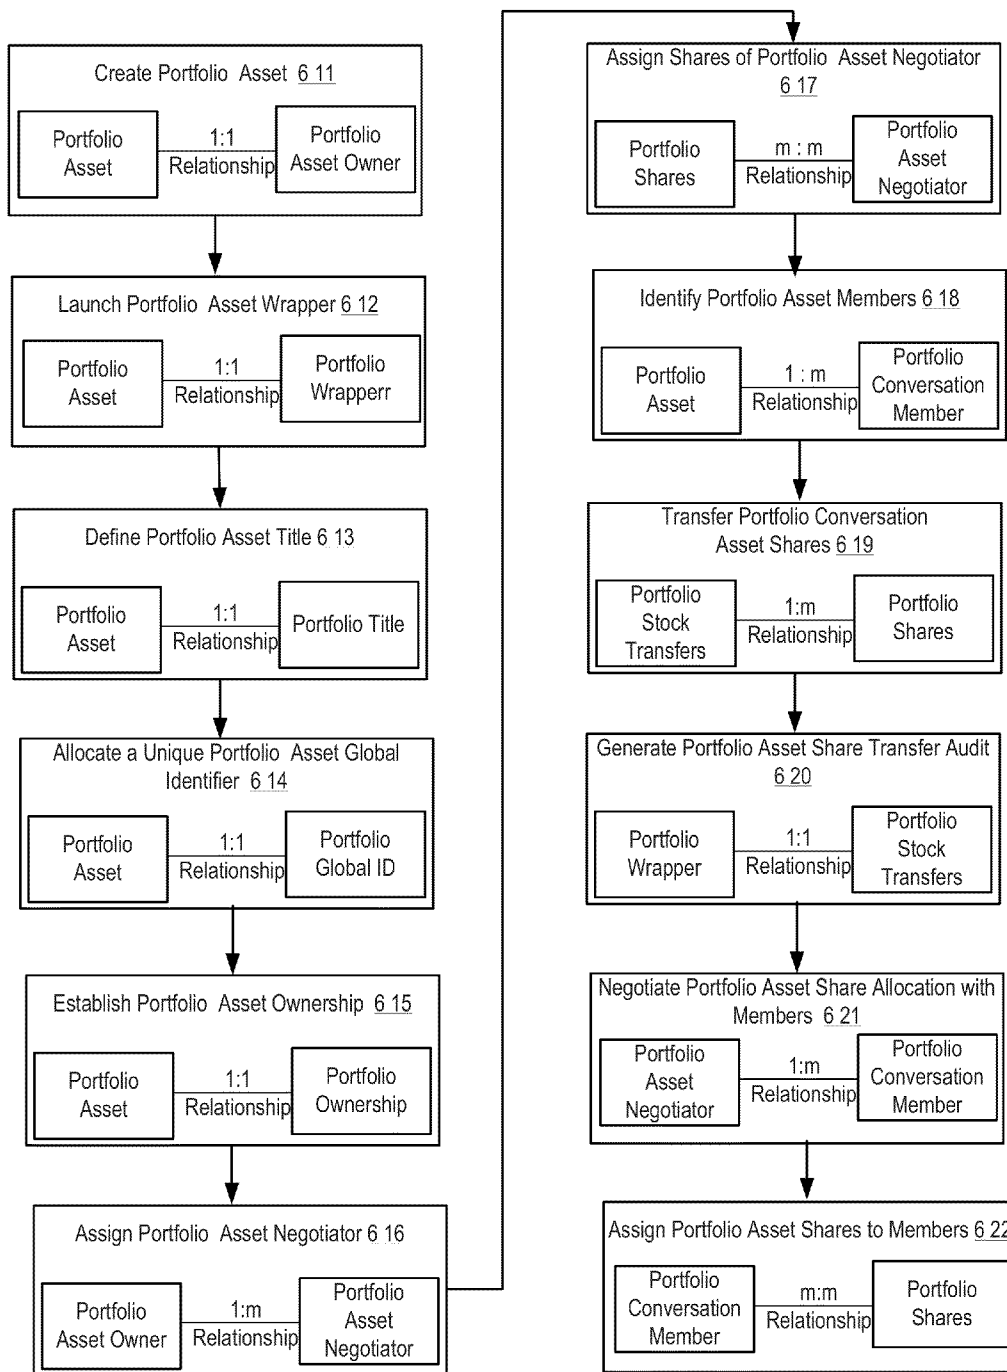 Create Portfolio Asset 6 11
Portfolio
Asset
1:1
Relationship
Portfolio
Asset Owner
Launch Portfolio Asset Wrapper 6 12
Portfolio
Asset
1:1
Relationship
Portfolio
Wrapperr
Define Portfolio Asset Title 6 13
Portfolio
Asset
1:1
Relationship
Portfolio Title
Allocate a Unique Portfolio Asset Global
Identifier 6 14
Portfolio
Asset
1:1
Relationship
Portfolio
Global ID
Establish Portfolio Asset Ownership 6 15
Portfolio
Asset
1:1
Relationship
Portfolio
Ownership
Assign Portfolio Asset Negotiator 6 16
Portfolio
Asset Owner
1:m
Relationship
Portfolio
Asset
Negotiator
Assign Shares of Portfolio Asset Negotiator
6 17
Portfolio
Shares
m : m
Relationship
Portfolio
Asset
Negotiator
Identify Portfolio Asset Members 6 18
Portfolio
Asset
1 : m
Relationship
Portfolio
Conversation
Member
Transfer Portfolio Conversation
Asset Shares 6 19
Portfolio
Stock
Transfers
1:m
Relationship
Portfolio
Shares
Generate Portfolio Asset Share Transfer Audit
6 20
Portfolio
Wrapper
1:1
Relationship
Portfolio
Stock
Transfers
Negotiate Portfolio Asset Share Allocation with
Members 6 21
Portfolio
Asset
Negotiator
1:m
Relationship
Portfolio
Conversation
Member
Assign Portfolio Asset Shares to Members 6 22
Portfolio
Conversation
Member
m:m
Relationship
Portfolio
Shares